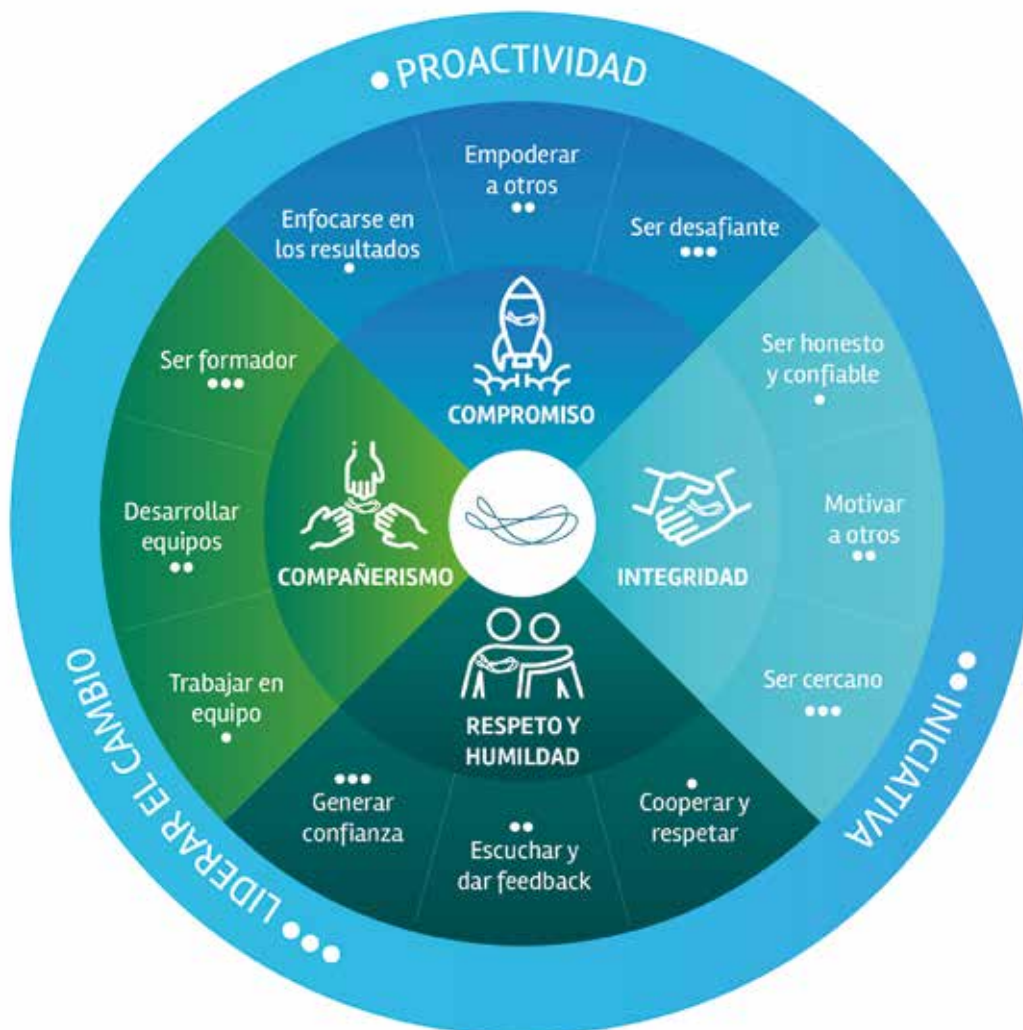 • PROACTIVIDAD
Empoderar
a otros
••
Enfocarse en
los resultados
•
Ser desafiante
•••
COMPROMISO
Ser honesto
y confiable
•
Motivar
a otros
••
Ser cercano
•••
INTEGRIDAD
•• INICIATIVA
Cooperar y
respetar
•
Escuchar y
dar feedback
••
Generar
confianza
•••
RESPETO Y
HUMILDAD
••• LIDERAR EL CAMBIO
Trabajar en
equipo
•
Desarrollar
equipos
••
Ser formador
•••
COMPAÑERISMO